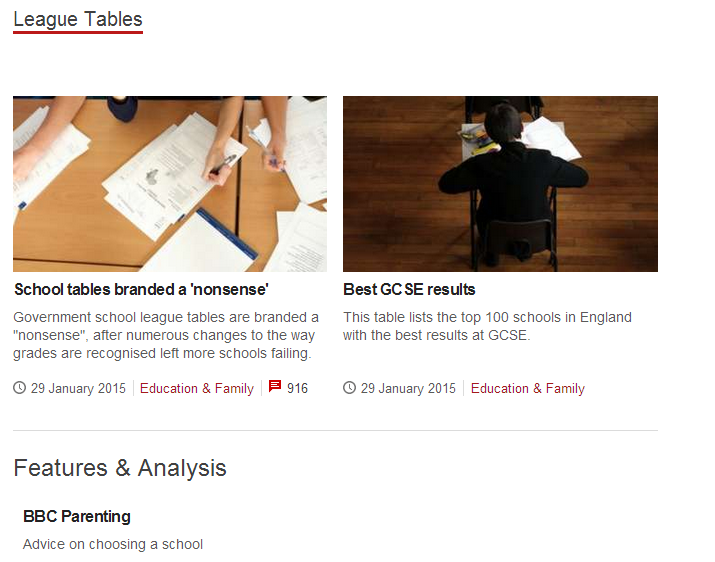 League Tables
School tables branded a 'nonsense'
Government school league tables are branded a
"nonsense", after numerous changes to the way
grades are recognised left more schools failing.
29 January 2015 Education & Family 916
Best GCSE results
This table lists the top 100 schools in England
with the best results at GCSE.
29 January 2015 Education & Family
Features & Analysis
BBC Parenting
Advice on choosing a school